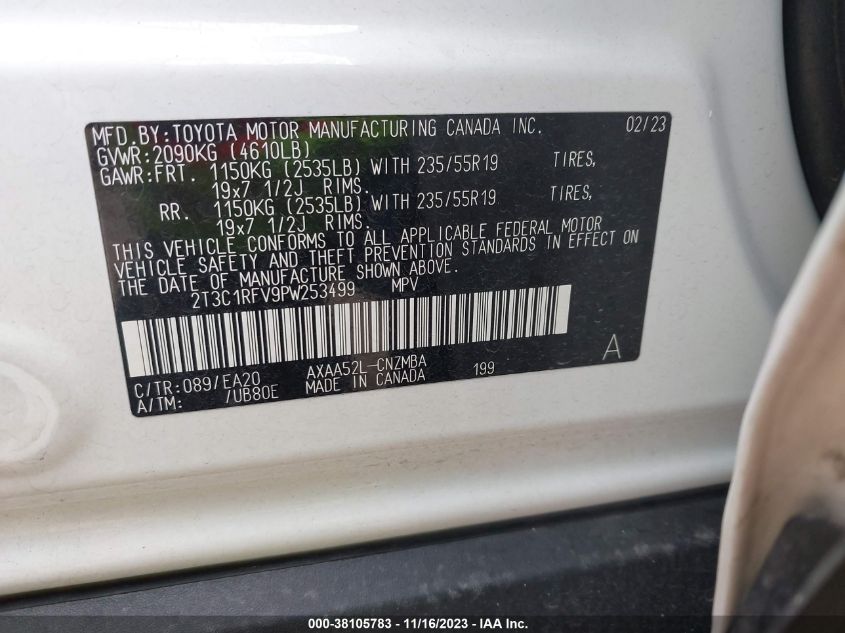 MFD.BY:TOYOTA MOTOR MANUFACTURING CANADA INC. 02/23
GVWR:2090KG (4610LB)
GAWR:FRT. 1150KG (2535LB) WITH 235/55R19 TIRES,
19x7 1/2J RIMS.
RR. 1150KG (2535LB) WITH 235/55R19 TIRES,
19x7 1/2J RIMS.
THIS VEHICLE CONFORMS TO ALL APPLICABLE FEDERAL MOTOR
VEHICLE SAFETY AND THEFT PREVENTION STANDARDS IN EFFECT ON
THE DATE OF MANUFACTURE SHOWN ABOVE.
2T3C1RFV9PW253499 MPV
A
C/TR:089/EA20 AXAA52L-CNZMBA 199
A/TM: /UB80E MADE IN CANADA
000-38105783 - 11/16/2023 - IAAI Inc.